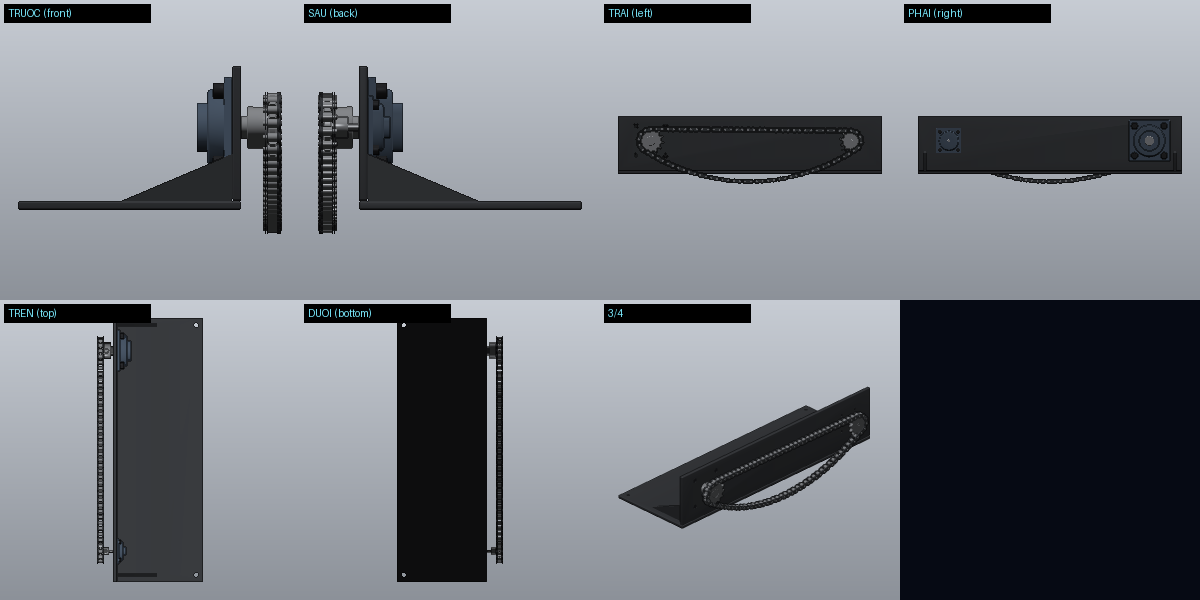 TRUOC (front)
SAU (back)
TRAI (left)
PHAI (right)
TREN (top)
DUOI (bottom)
3/4